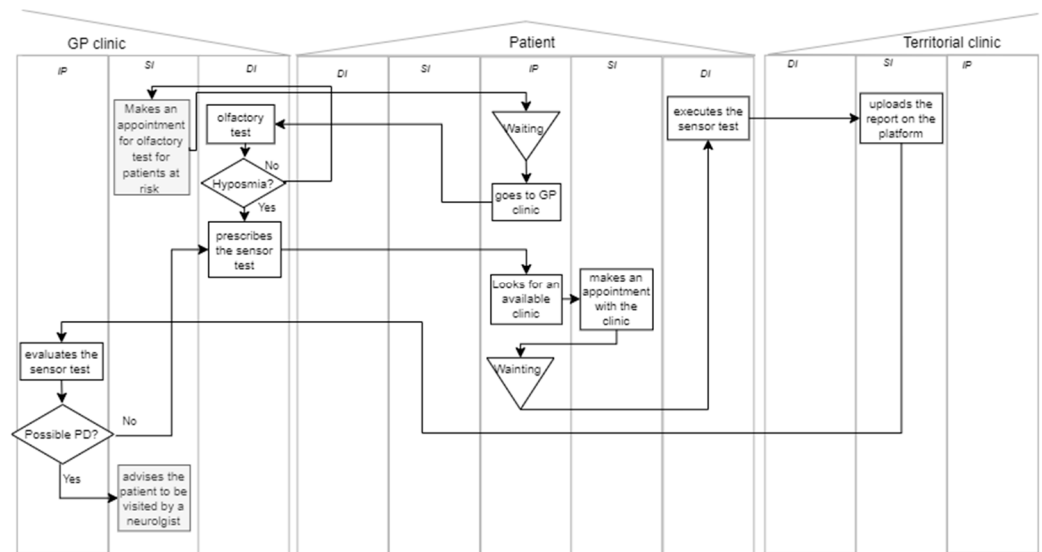 GP clinic
Patient
Territorial clinic
IP
SI
DI
DI
SI
IP
SI
DI
DI
SI
IP
Makes an
appointment
for olfactory
test for
patients at
risk
olfactory
test
No
Hyposmia?
Yes
prescribes
the sensor
test
Waiting
goes to GP
clinic
executes the
sensor test
uploads the
report on the
platform
Looks for an
available
clinic
makes an
appointment
with the
clinic
Wainting
evaluates the
sensor test
Possible PD?
No
Yes
advises the
patient to be
visited by a
neurolgist